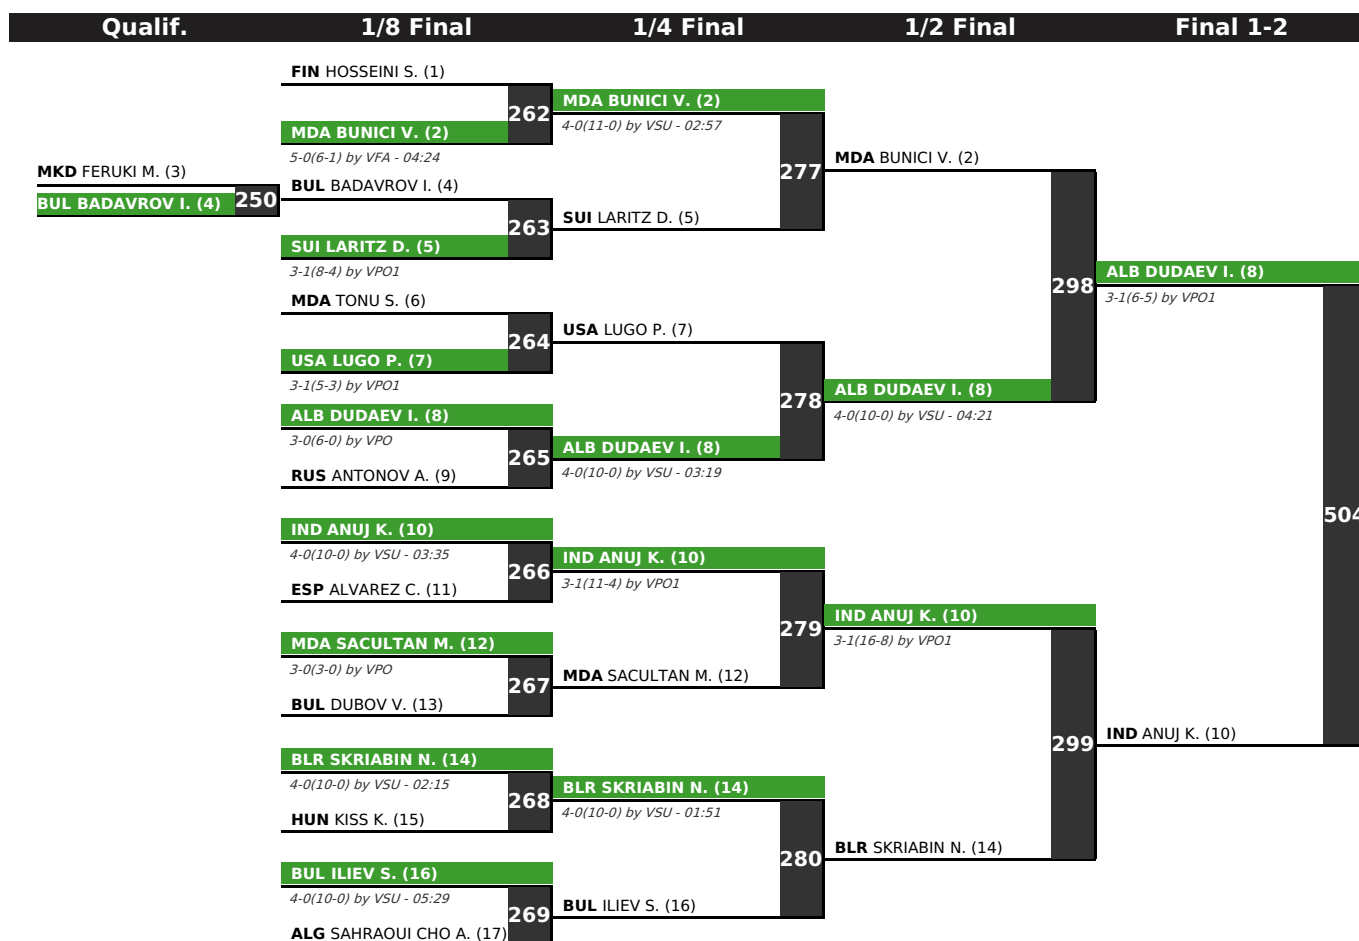 Qualif.
1/8 Final
1/4 Final
1/2 Final
Final 1-2
MKD FERUKI M. (3)
BUL BADAVROV I. (4)
250
FIN HOSSEINI S. (1)
262
MDA BUNICI V. (2)
5-0(6-1) by VFA - 04:24
BUL BADAVROV I. (4)
263
SUI LARITZ D. (5)
3-1(8-4) by VPO1
MDA TONU S. (6)
264
USA LUGO P. (7)
3-1(5-3) by VPO1
ALB DUDAEV I. (8)
3-0(6-0) by VPO
265
RUS ANTONOV A. (9)
IND ANUJ K. (10)
4-0(10-0) by VSU - 03:35
266
ESP ALVAREZ C. (11)
MDA SACULTAN M. (12)
3-0(3-0) by VPO
267
BUL DUBOV V. (13)
BLR SKRIABIN N. (14)
4-0(10-0) by VSU - 02:15
268
HUN KISS K. (15)
BUL ILIEV S. (16)
4-0(10-0) by VSU - 05:29
269
ALG SAHRAOUI CHO A. (17)
MDA BUNICI V. (2)
4-0(11-0) by VSU - 02:57
277
SUI LARITZ D. (5)
USA LUGO P. (7)
278
ALB DUDAEV I. (8)
4-0(10-0) by VSU - 03:19
IND ANUJ K. (10)
3-1(11-4) by VPO1
279
MDA SACULTAN M. (12)
BLR SKRIABIN N. (14)
4-0(10-0) by VSU - 01:51
280
BUL ILIEV S. (16)
MDA BUNICI V. (2)
298
ALB DUDAEV I. (8)
4-0(10-0) by VSU - 04:21
IND ANUJ K. (10)
3-1(16-8) by VPO1
299
BLR SKRIABIN N. (14)
ALB DUDAEV I. (8)
3-1(6-5) by VPO1
504
IND ANUJ K. (10)